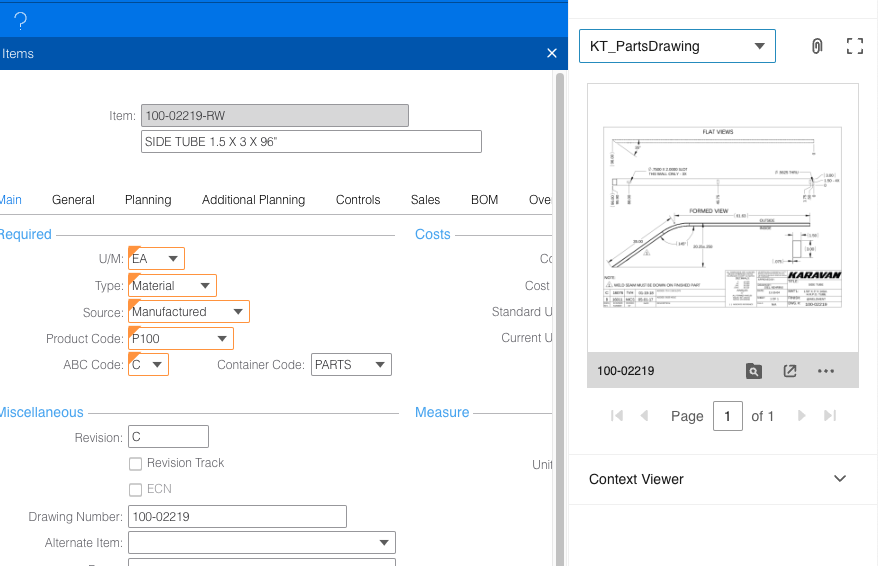 ?
Items
×
Item: 100-02219-RW
SIDE TUBE 1.5 X 3 X 96"
Main General Planning Additional Planning Controls Sales BOM Ove
Required
U/M: EA
Type: Material
Source: Manufactured
Product Code: P100
ABC Code: C Container Code: PARTS
Costs
Co
Cost
Standard U
Current U
Miscellaneous
Revision: C
Revision Track
ECN
Drawing Number: 100-02219
Alternate Item:
Measure
Unit
KT_PartsDrawing
FLAT VIEWS
FORMED VIEW
KARAVAN
100-02219
100-02219
Page 1 of 1
Context Viewer